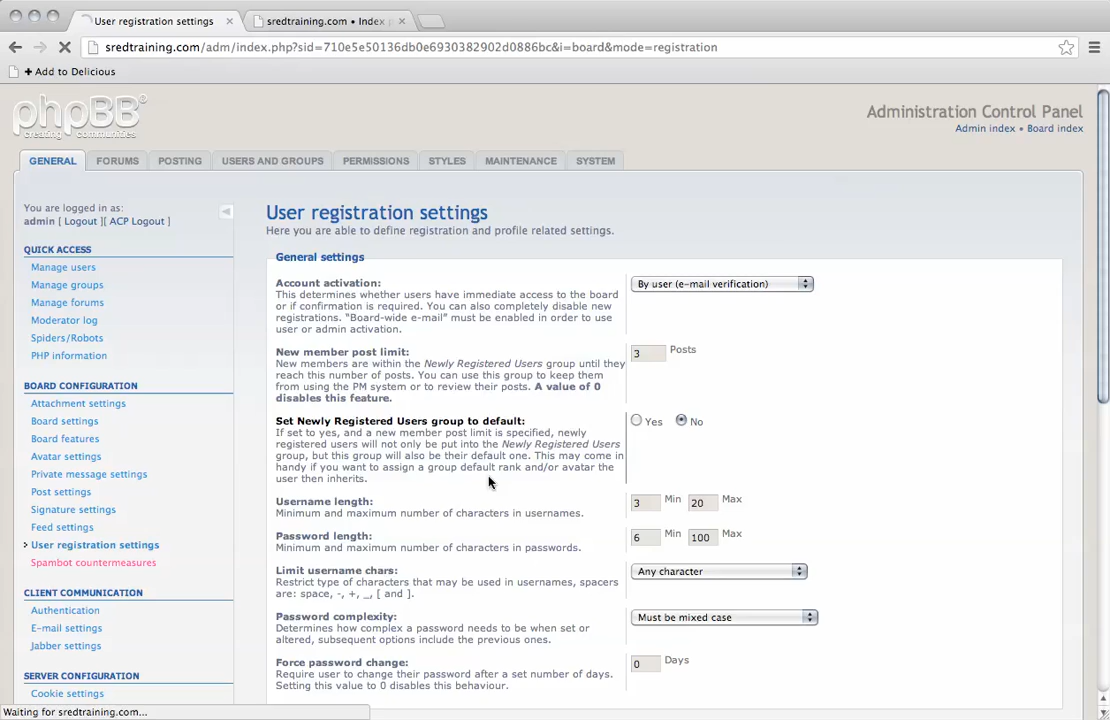 User registration settings
sredtraining.com • Index p
sredtraining.com/adm/index.php?sid=710e5e50136db0e6930382902d0886bc&i=board&mode=registration
+ Add to Delicious
phpBB
creating communities
Administration Control Panel
Admin index • Board index
GENERAL FORUMS POSTING USERS AND GROUPS PERMISSIONS STYLES MAINTENANCE SYSTEM
You are logged in as:
admin [ Logout ][ ACP Logout ]
QUICK ACCESS
Manage users
Manage groups
Manage forums
Moderator log
Spiders/Robots
PHP information
BOARD CONFIGURATION
Attachment settings
Board settings
Board features
Avatar settings
Private message settings
Post settings
Signature settings
Feed settings
User registration settings
Spambot countermeasures
CLIENT COMMUNICATION
Authentication
E-mail settings
Jabber settings
SERVER CONFIGURATION
Cookie settings
User registration settings
Here you are able to define registration and profile related settings.
General settings
Account activation:
This determines whether users have immediate access to the board
or if confirmation is required. You can also completely disable new
registrations. “Board-wide e-mail” must be enabled in order to use
user or admin activation.
By user (e-mail verification)
New member post limit:
New members are within the Newly Registered Users group until they
reach this number of posts. You can use this group to keep them
from using the PM system or to review their posts. A value of 0
disables this feature.
3 Posts
Set Newly Registered Users group to default:
If set to yes, and a new member post limit is specified, newly
registered users will not only be put into the Newly Registered Users
group, but this group will also be their default one. This may come in
handy if you want to assign a group default rank and/or avatar the
user then inherits.
Yes No
Username length:
Minimum and maximum number of characters in usernames.
3 Min 20 Max
Password length:
Minimum and maximum number of characters in passwords.
6 Min 100 Max
Limit username chars:
Restrict type of characters that may be used in usernames, spacers
are: space, -, +, _, [ and ].
Any character
Password complexity:
Determines how complex a password needs to be when set or
altered, subsequent options include the previous ones.
Must be mixed case
Force password change:
Require user to change their password after a set number of days.
Setting this value to 0 disables this behaviour.
0 Days
Waiting for sredtraining.com...